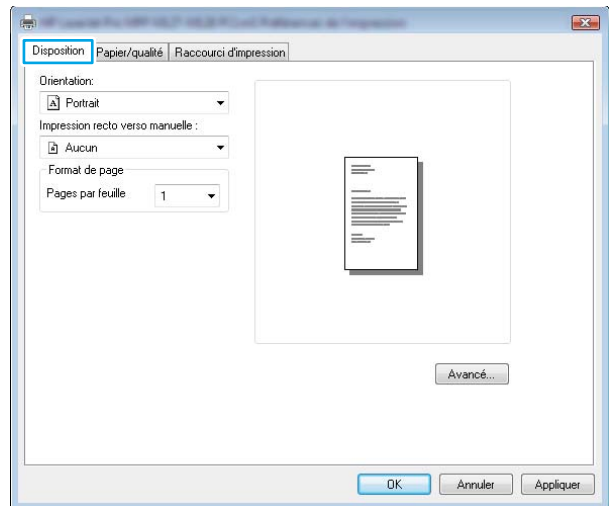 Disposition Papier/qualité Raccourci d'impression
Orientation:
Portrait
Impression recto verso manuelle :
Aucun
Format de page
Pages par feuille 1
Avancé...
OK Annuler Appliquer